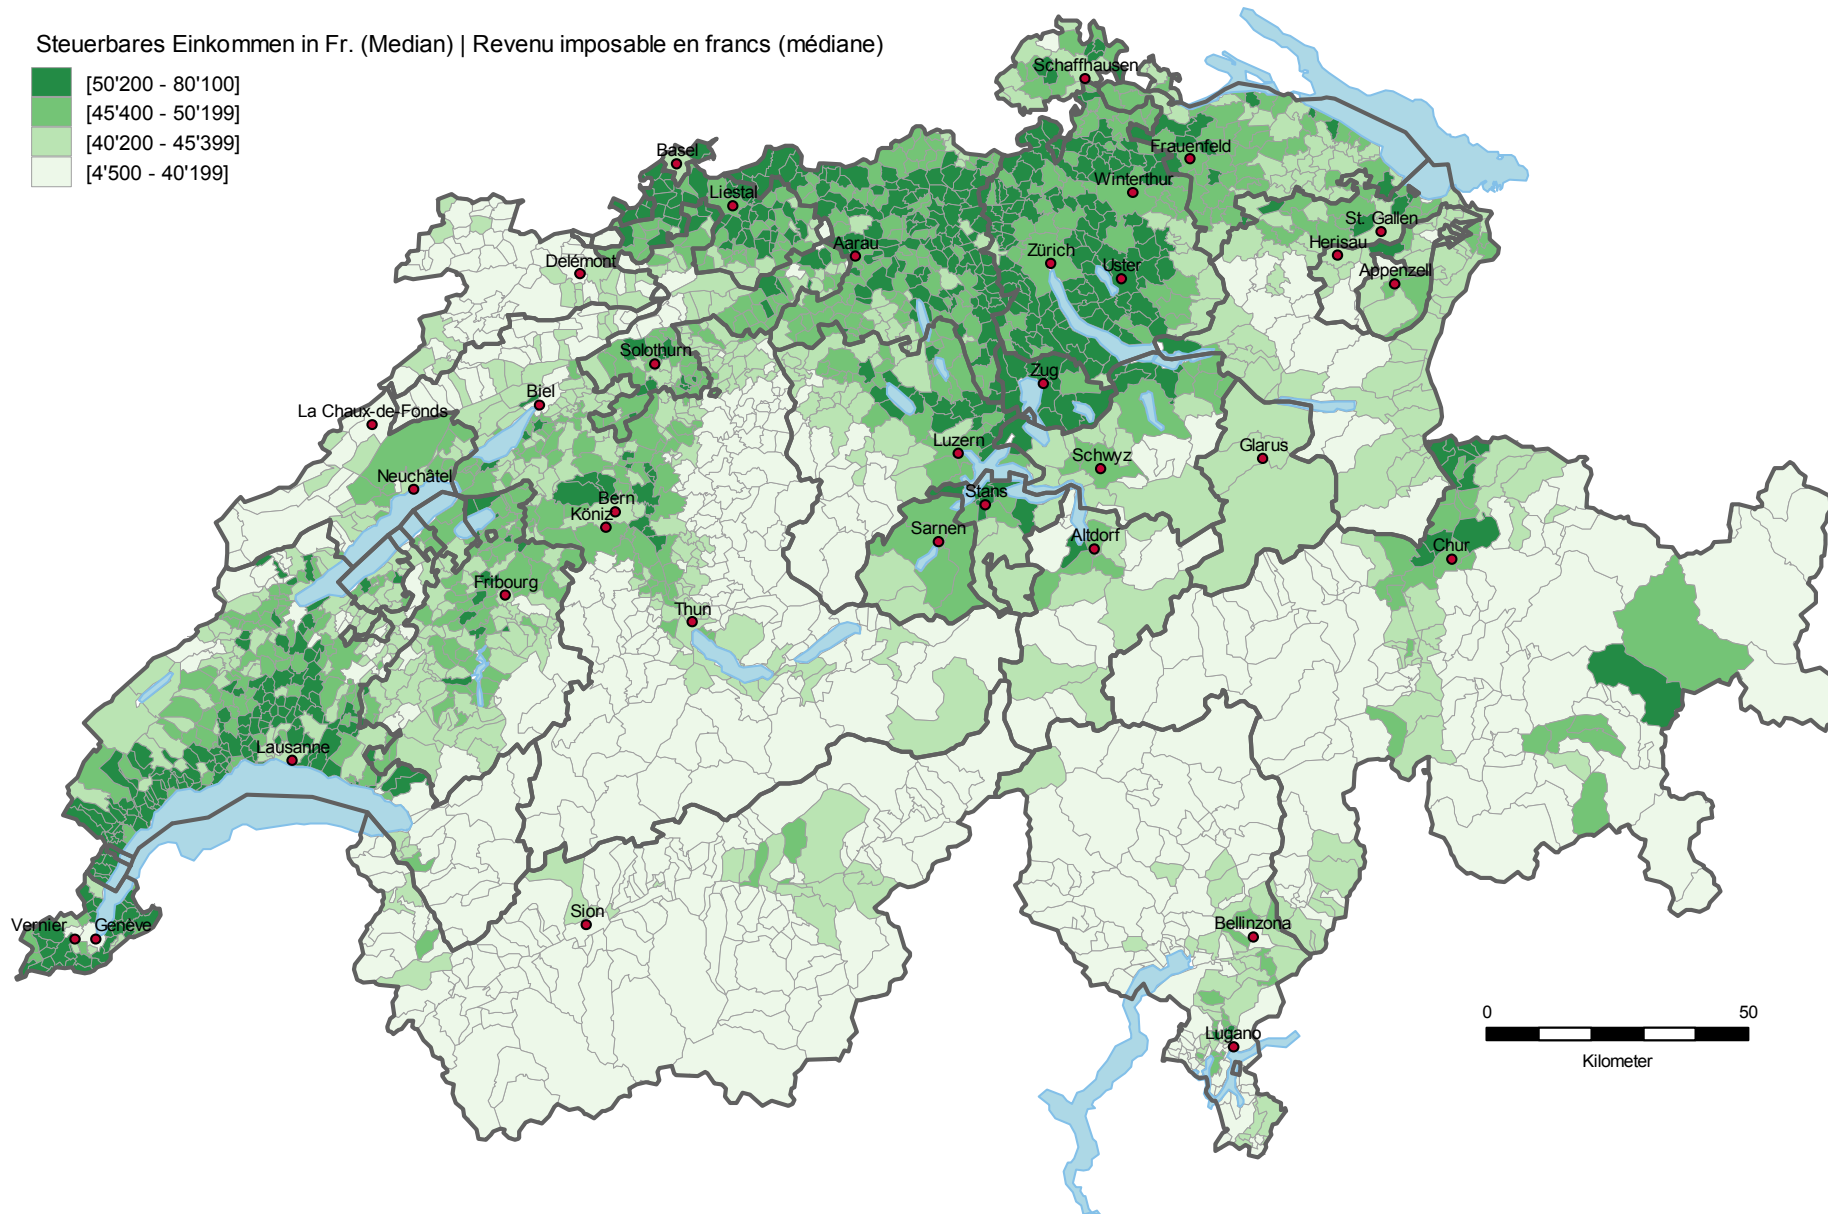 Steuerbares Einkommen in Fr. (Median) | Revenu imposable en francs (médiane)
[50'200 - 80'100]
[45'400 - 50'199]
[40'200 - 45'399]
[4'500 - 40'199]
Schaffhausen
Basel
Frauenfeld
Winterthur
Liestal
St. Gallen
Aarau
Zürich
Herisau
Delémont
Uster
Appenzell
Solothurn
Zug
Biel
La Chaux-de-Fonds
Luzern
Glarus
Schwyz
Neuchâtel
Stans
Bern
Köniz
Sarnen
Altdorf
Chur
Fribourg
Thun
Lausanne
Sion
Vernier
Genève
Bellinzona
0 50
Lugano
Kilometer